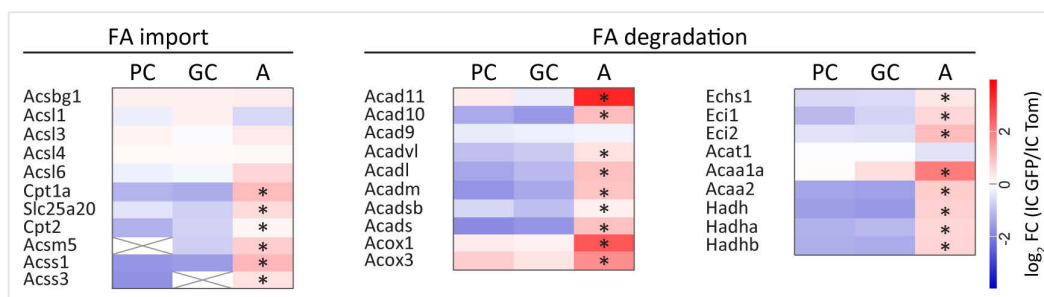 FA import
FA degradation
PC GC A
PC GC A
PC GC A
Acsbg1
Acsl1
Acsl3
Acsl4
Acsl6
Cpt1a *
Slc25a20 *
Cpt2 *
Acsm5 *
Acss1 *
Acss3 *
Acad11 *
Acad10 *
Acad9
Acadvl *
Acadl *
Acadm *
Acadsb *
Acads *
Acox1 *
Acox3 *
Echs1 *
Eci1 *
Eci2 *
Acat1
Acaa1a *
Acaa2 *
Hadh *
Hadha *
Hadhb *
2
0
-2
log₂ FC (IC GFP/IC Tom)